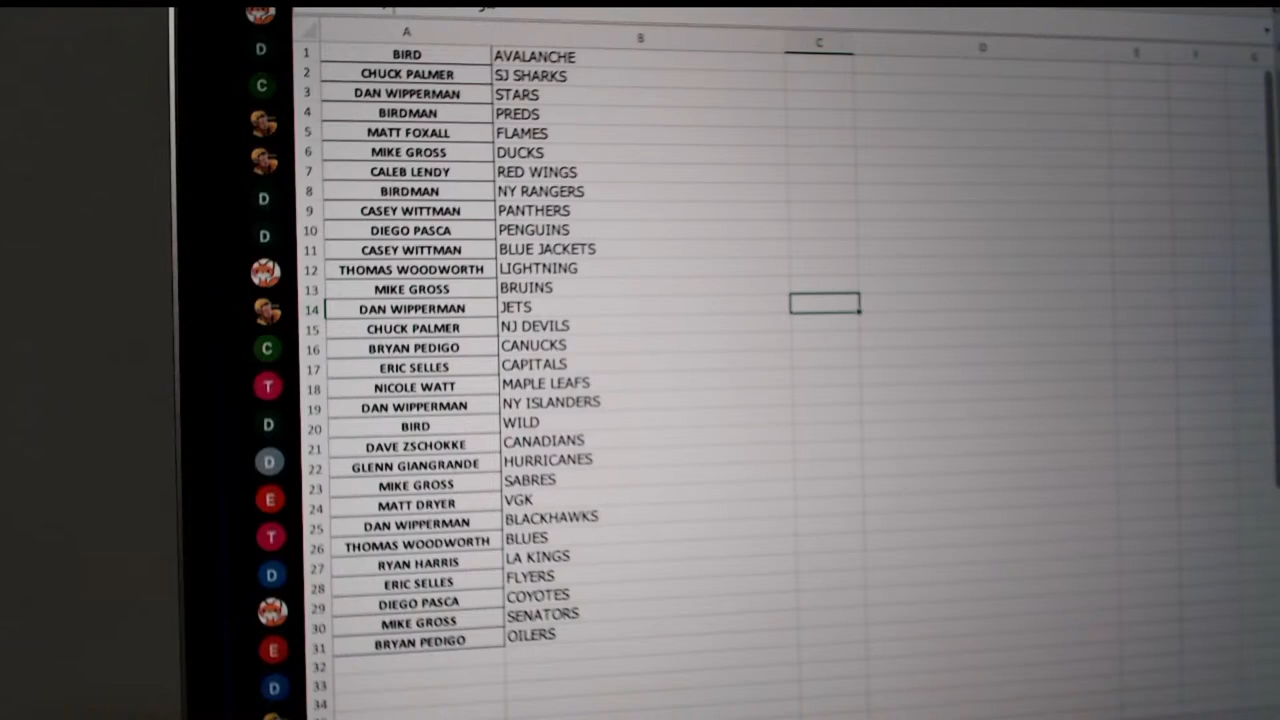 A B C D E F G
1 BIRD AVALANCHE
2 CHUCK PALMER SJ SHARKS
3 DAN WIPPERMAN STARS
4 BIRDMAN PREDS
5 MATT FOXALL FLAMES
6 MIKE GROSS DUCKS
7 CALEB LENDY RED WINGS
8 BIRDMAN NY RANGERS
9 CASEY WITTMAN PANTHERS
10 DIEGO PASCA PENGUINS
11 CASEY WITTMAN BLUE JACKETS
12 THOMAS WOODWORTH LIGHTNING
13 MIKE GROSS BRUINS
14 DAN WIPPERMAN JETS
15 CHUCK PALMER NJ DEVILS
16 BRYAN PEDIGO CANUCKS
17 ERIC SELLES CAPITALS
18 NICOLE WATT MAPLE LEAFS
19 DAN WIPPERMAN NY ISLANDERS
20 BIRD WILD
21 DAVE ZSCHOKKE CANADIANS
22 GLENN GIANGRANDE HURRICANES
23 MIKE GROSS SABRES
24 MATT DRYER VGK
25 DAN WIPPERMAN BLACKHAWKS
26 THOMAS WOODWORTH BLUES
27 RYAN HARRIS LA KINGS
28 ERIC SELLES FLYERS
29 DIEGO PASCA COYOTES
30 MIKE GROSS SENATORS
31 BRYAN PEDIGO OILERS
32
33
34
D
C
D
D
C
T
D
D
E
T
D
E
D